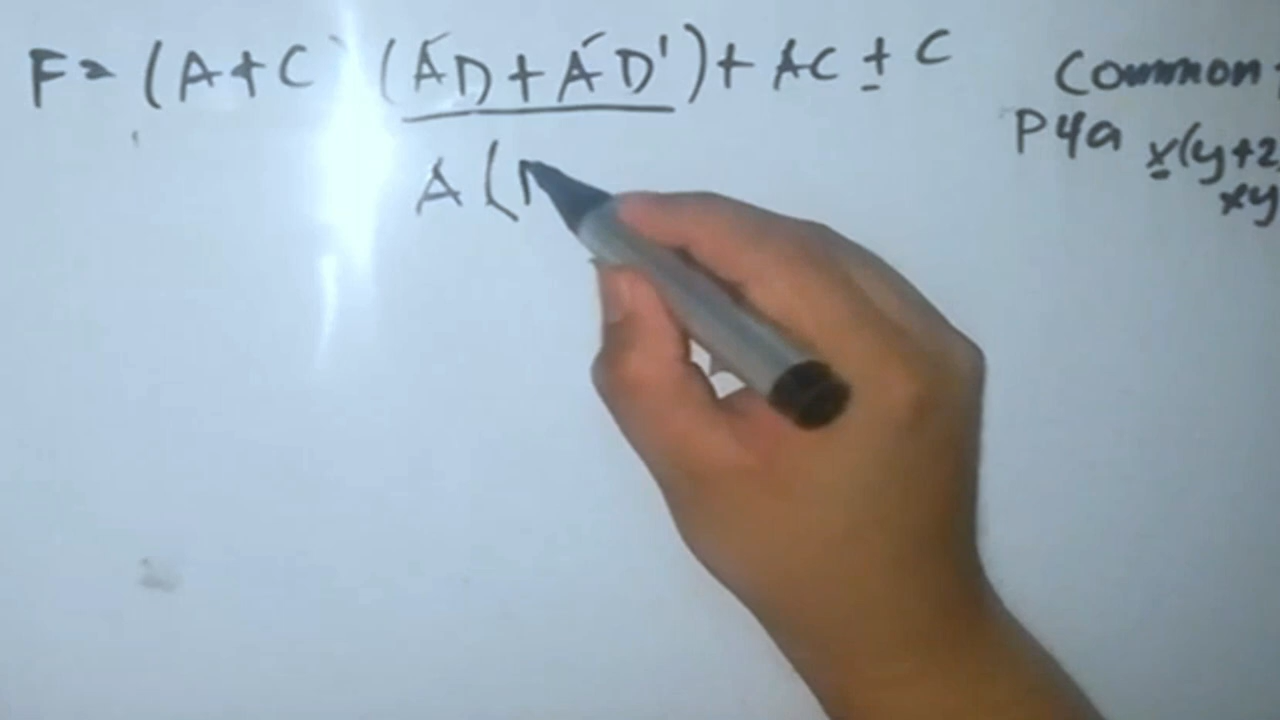 F = (A+C) (A'D + A'D') + AC + C
Common
P4a x(y+z
xy
A (